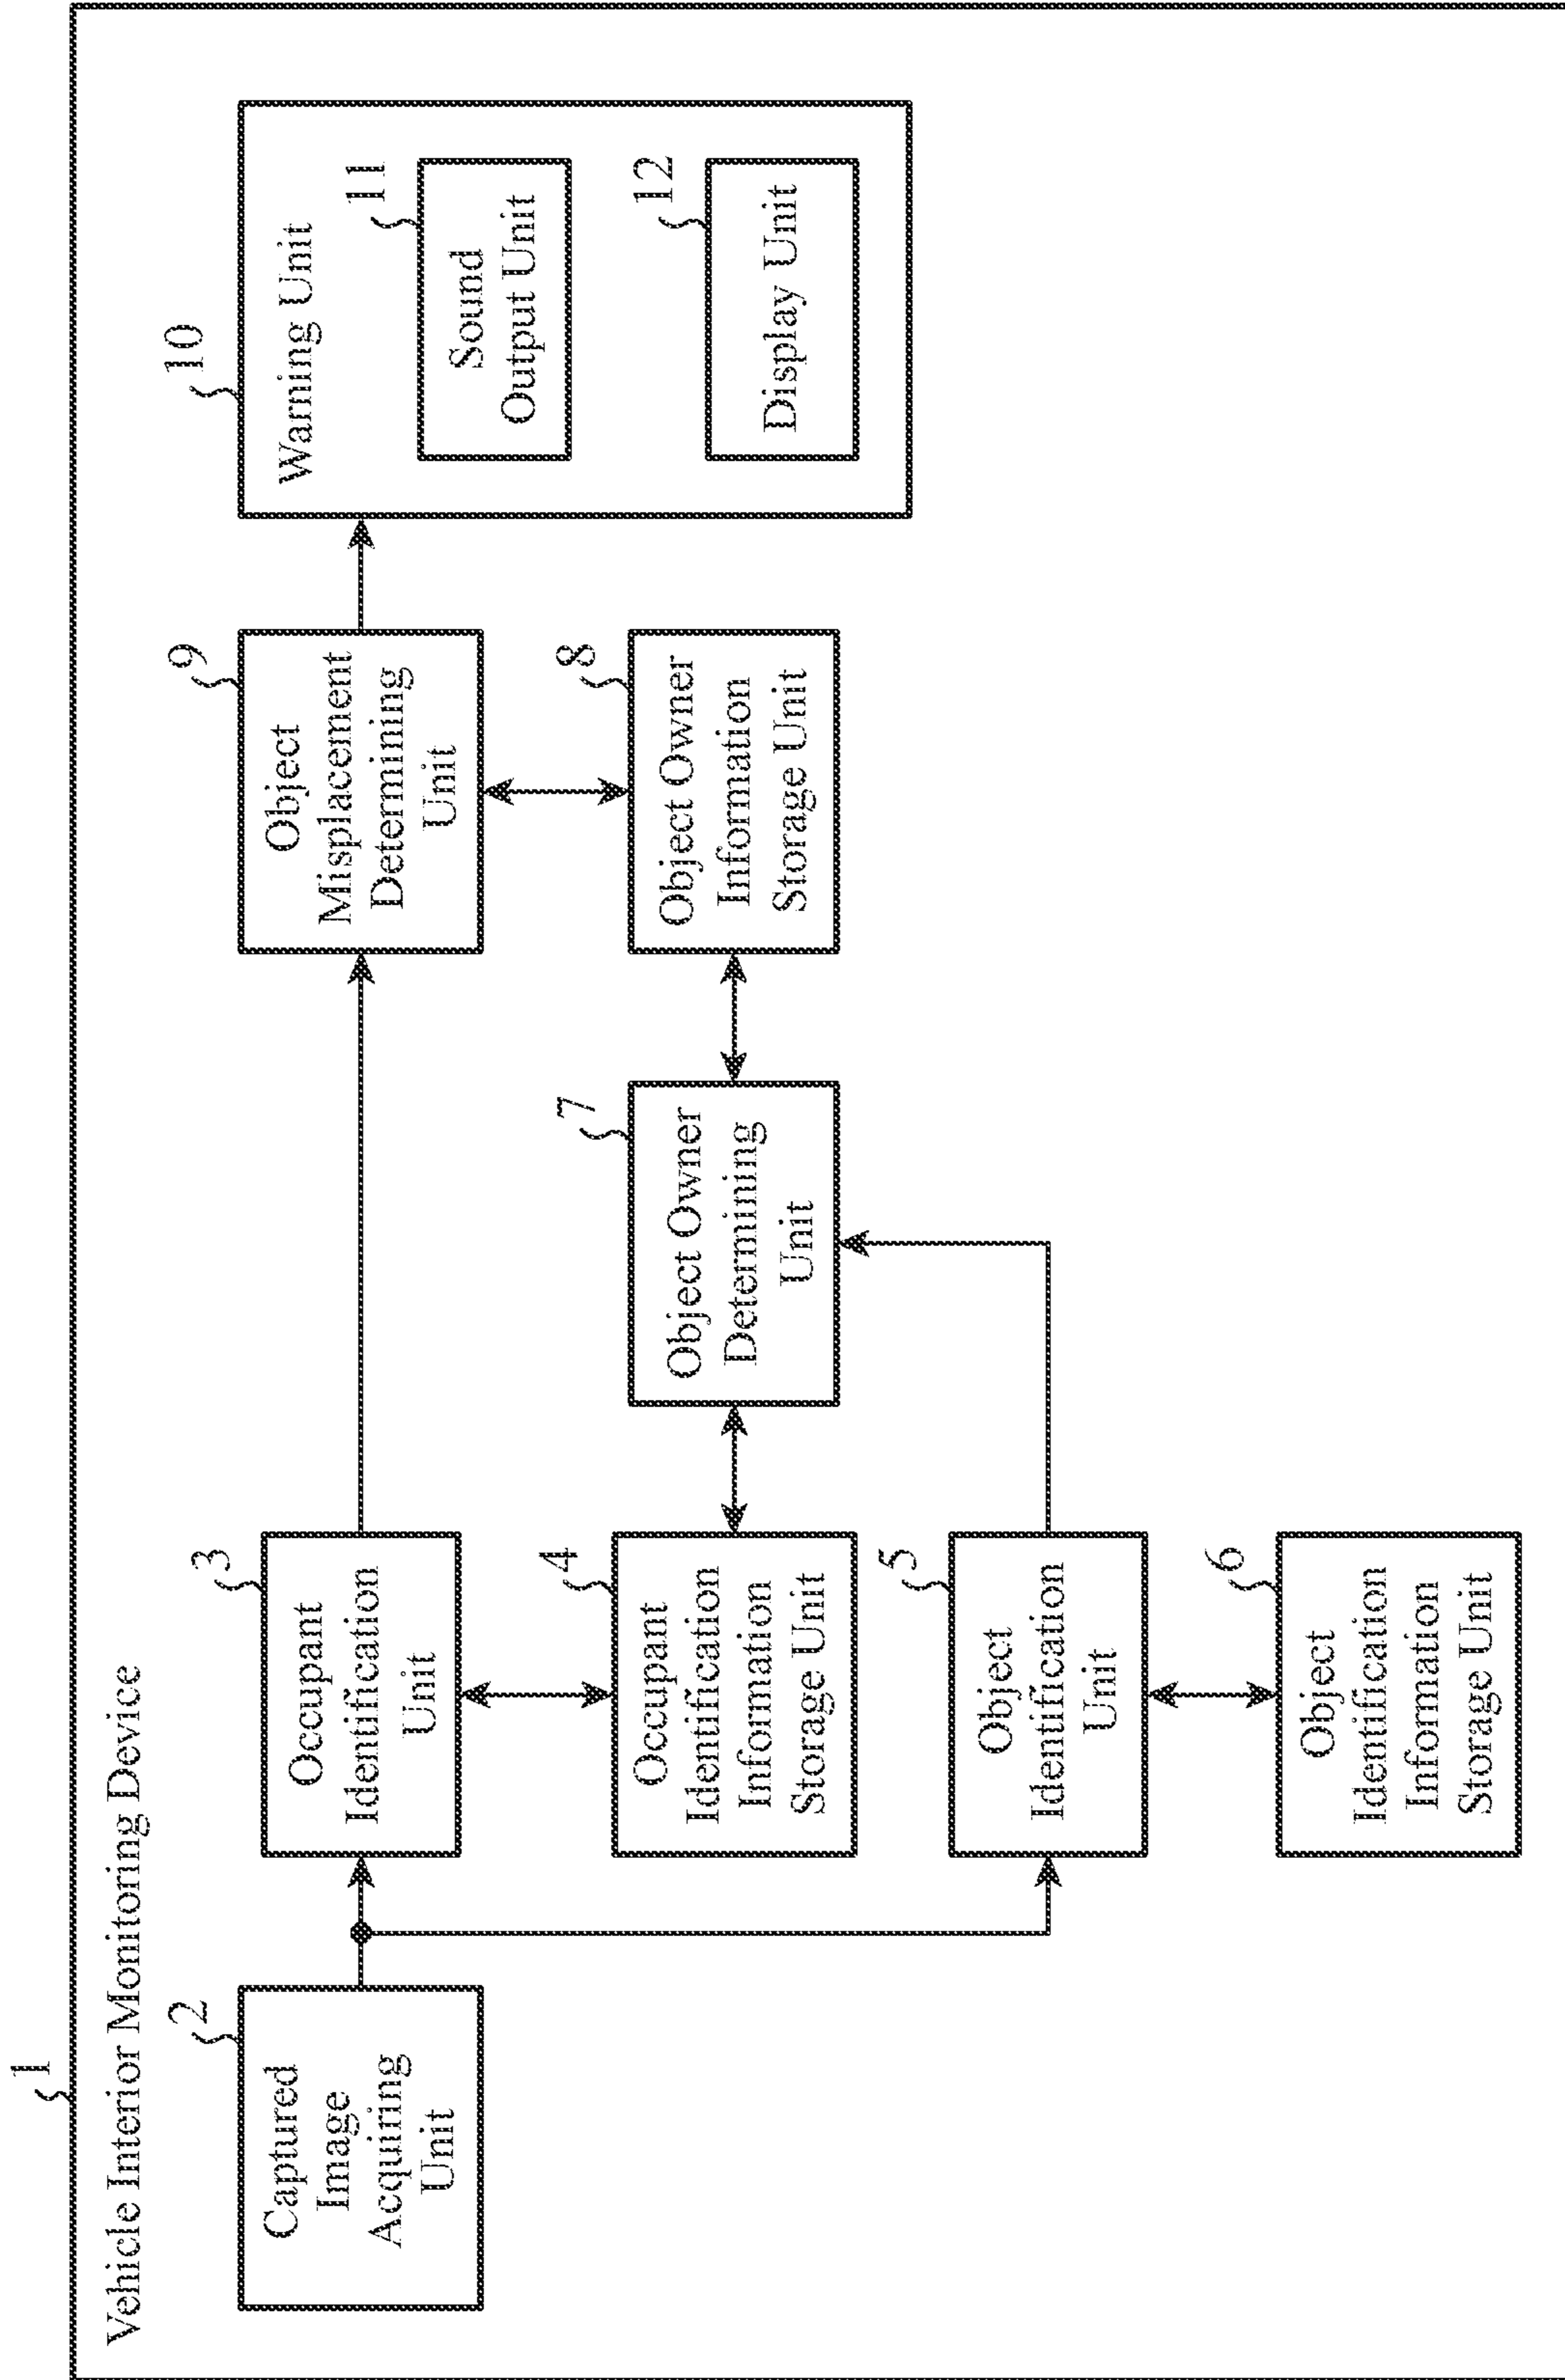 1
Vehicle Interior Monitoring Device
2
Captured
Image
Acquiring
Unit
3
Occupant
Identification
Unit
4
Occupant
Identification
Information
Storage Unit
5
Object
Identification
Unit
6
Object
Identification
Information
Storage Unit
7
Object Owner
Determining
Unit
8
Object Owner
Information
Storage Unit
9
Object
Misplacement
Determining
Unit
10
Warning Unit
11
Sound
Output Unit
12
Display Unit